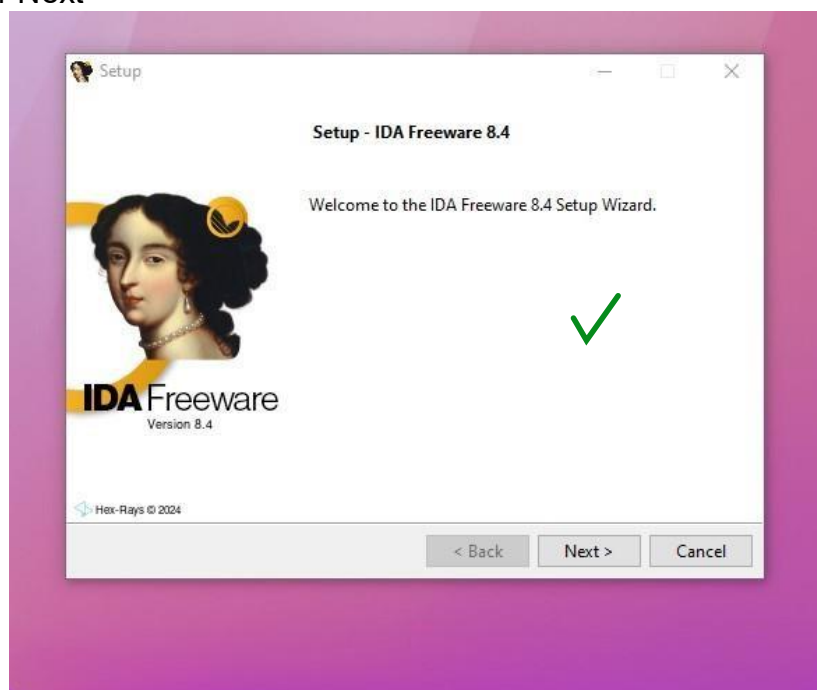 Next
Setup
Setup - IDA Freeware 8.4
Welcome to the IDA Freeware 8.4 Setup Wizard.
IDA Freeware
Version 8.4
Hex-Rays © 2024
< Back Next > Cancel